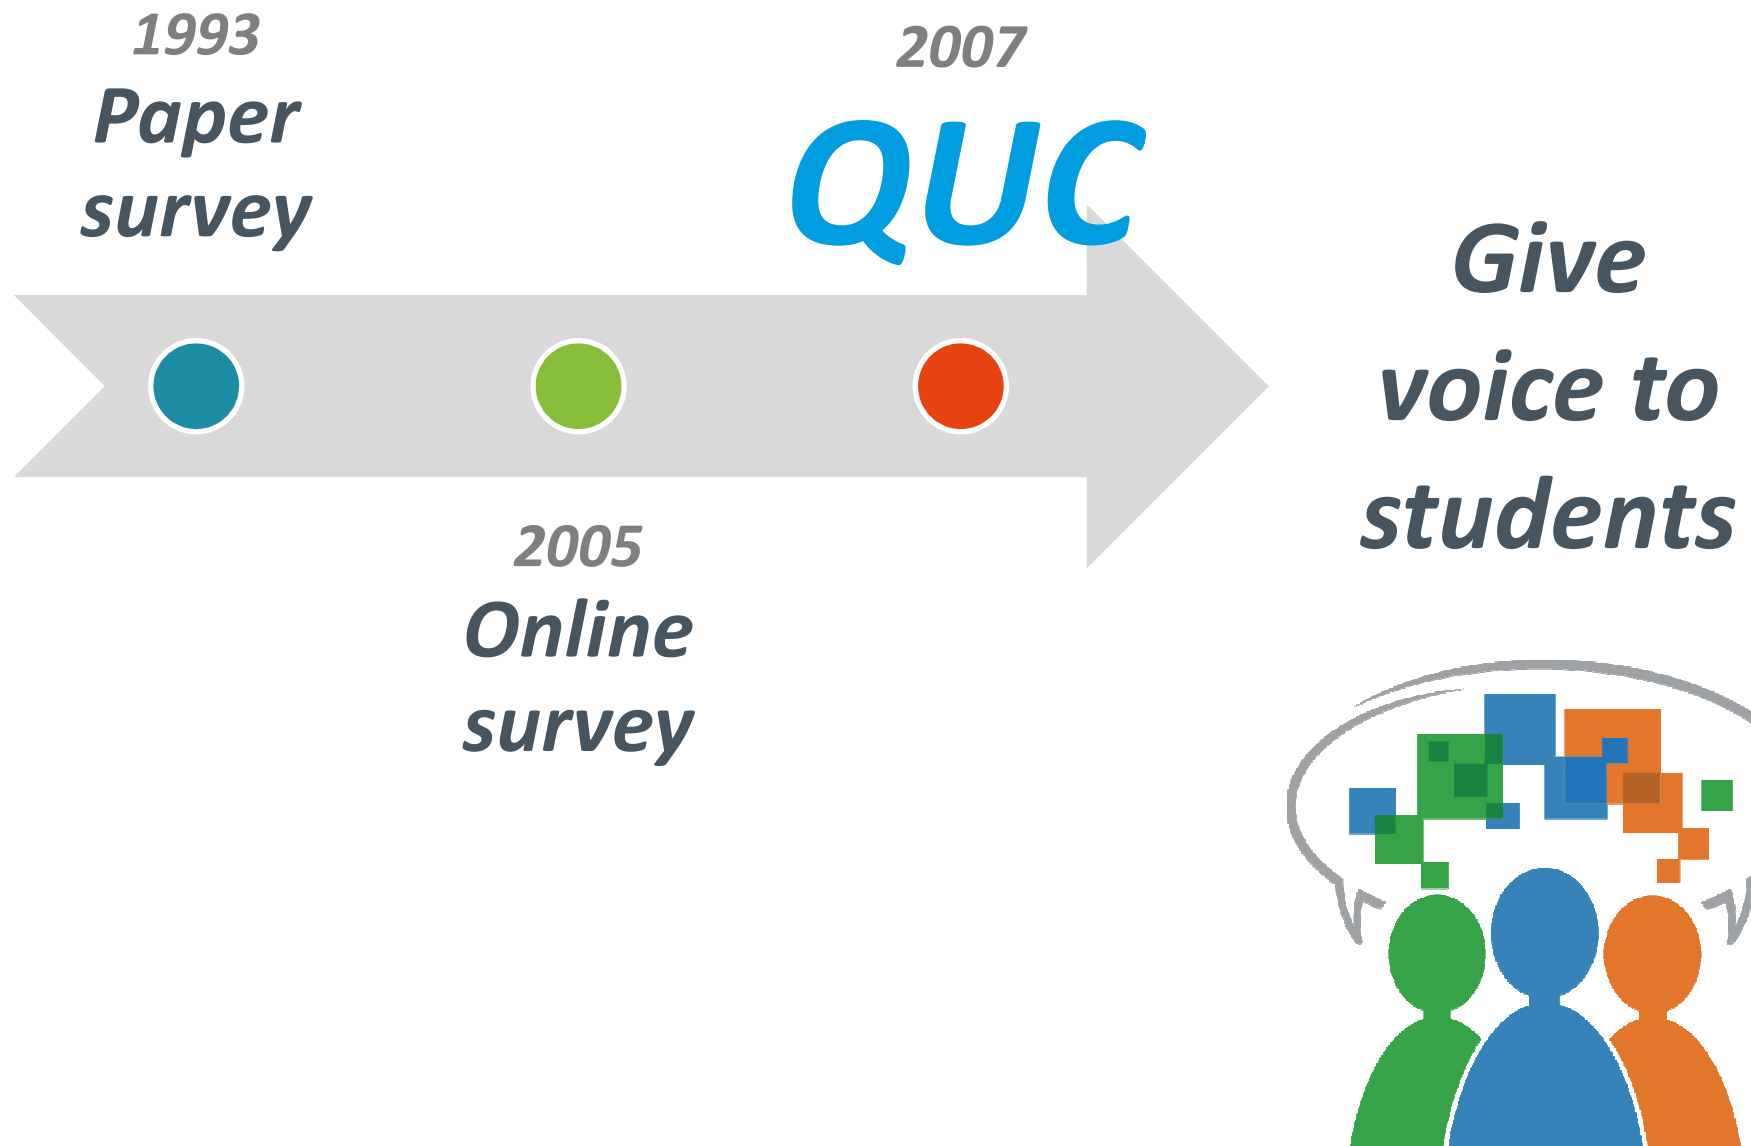 1993
Paper
survey
2005
Online
survey
2007
QUC
Give
voice to
students